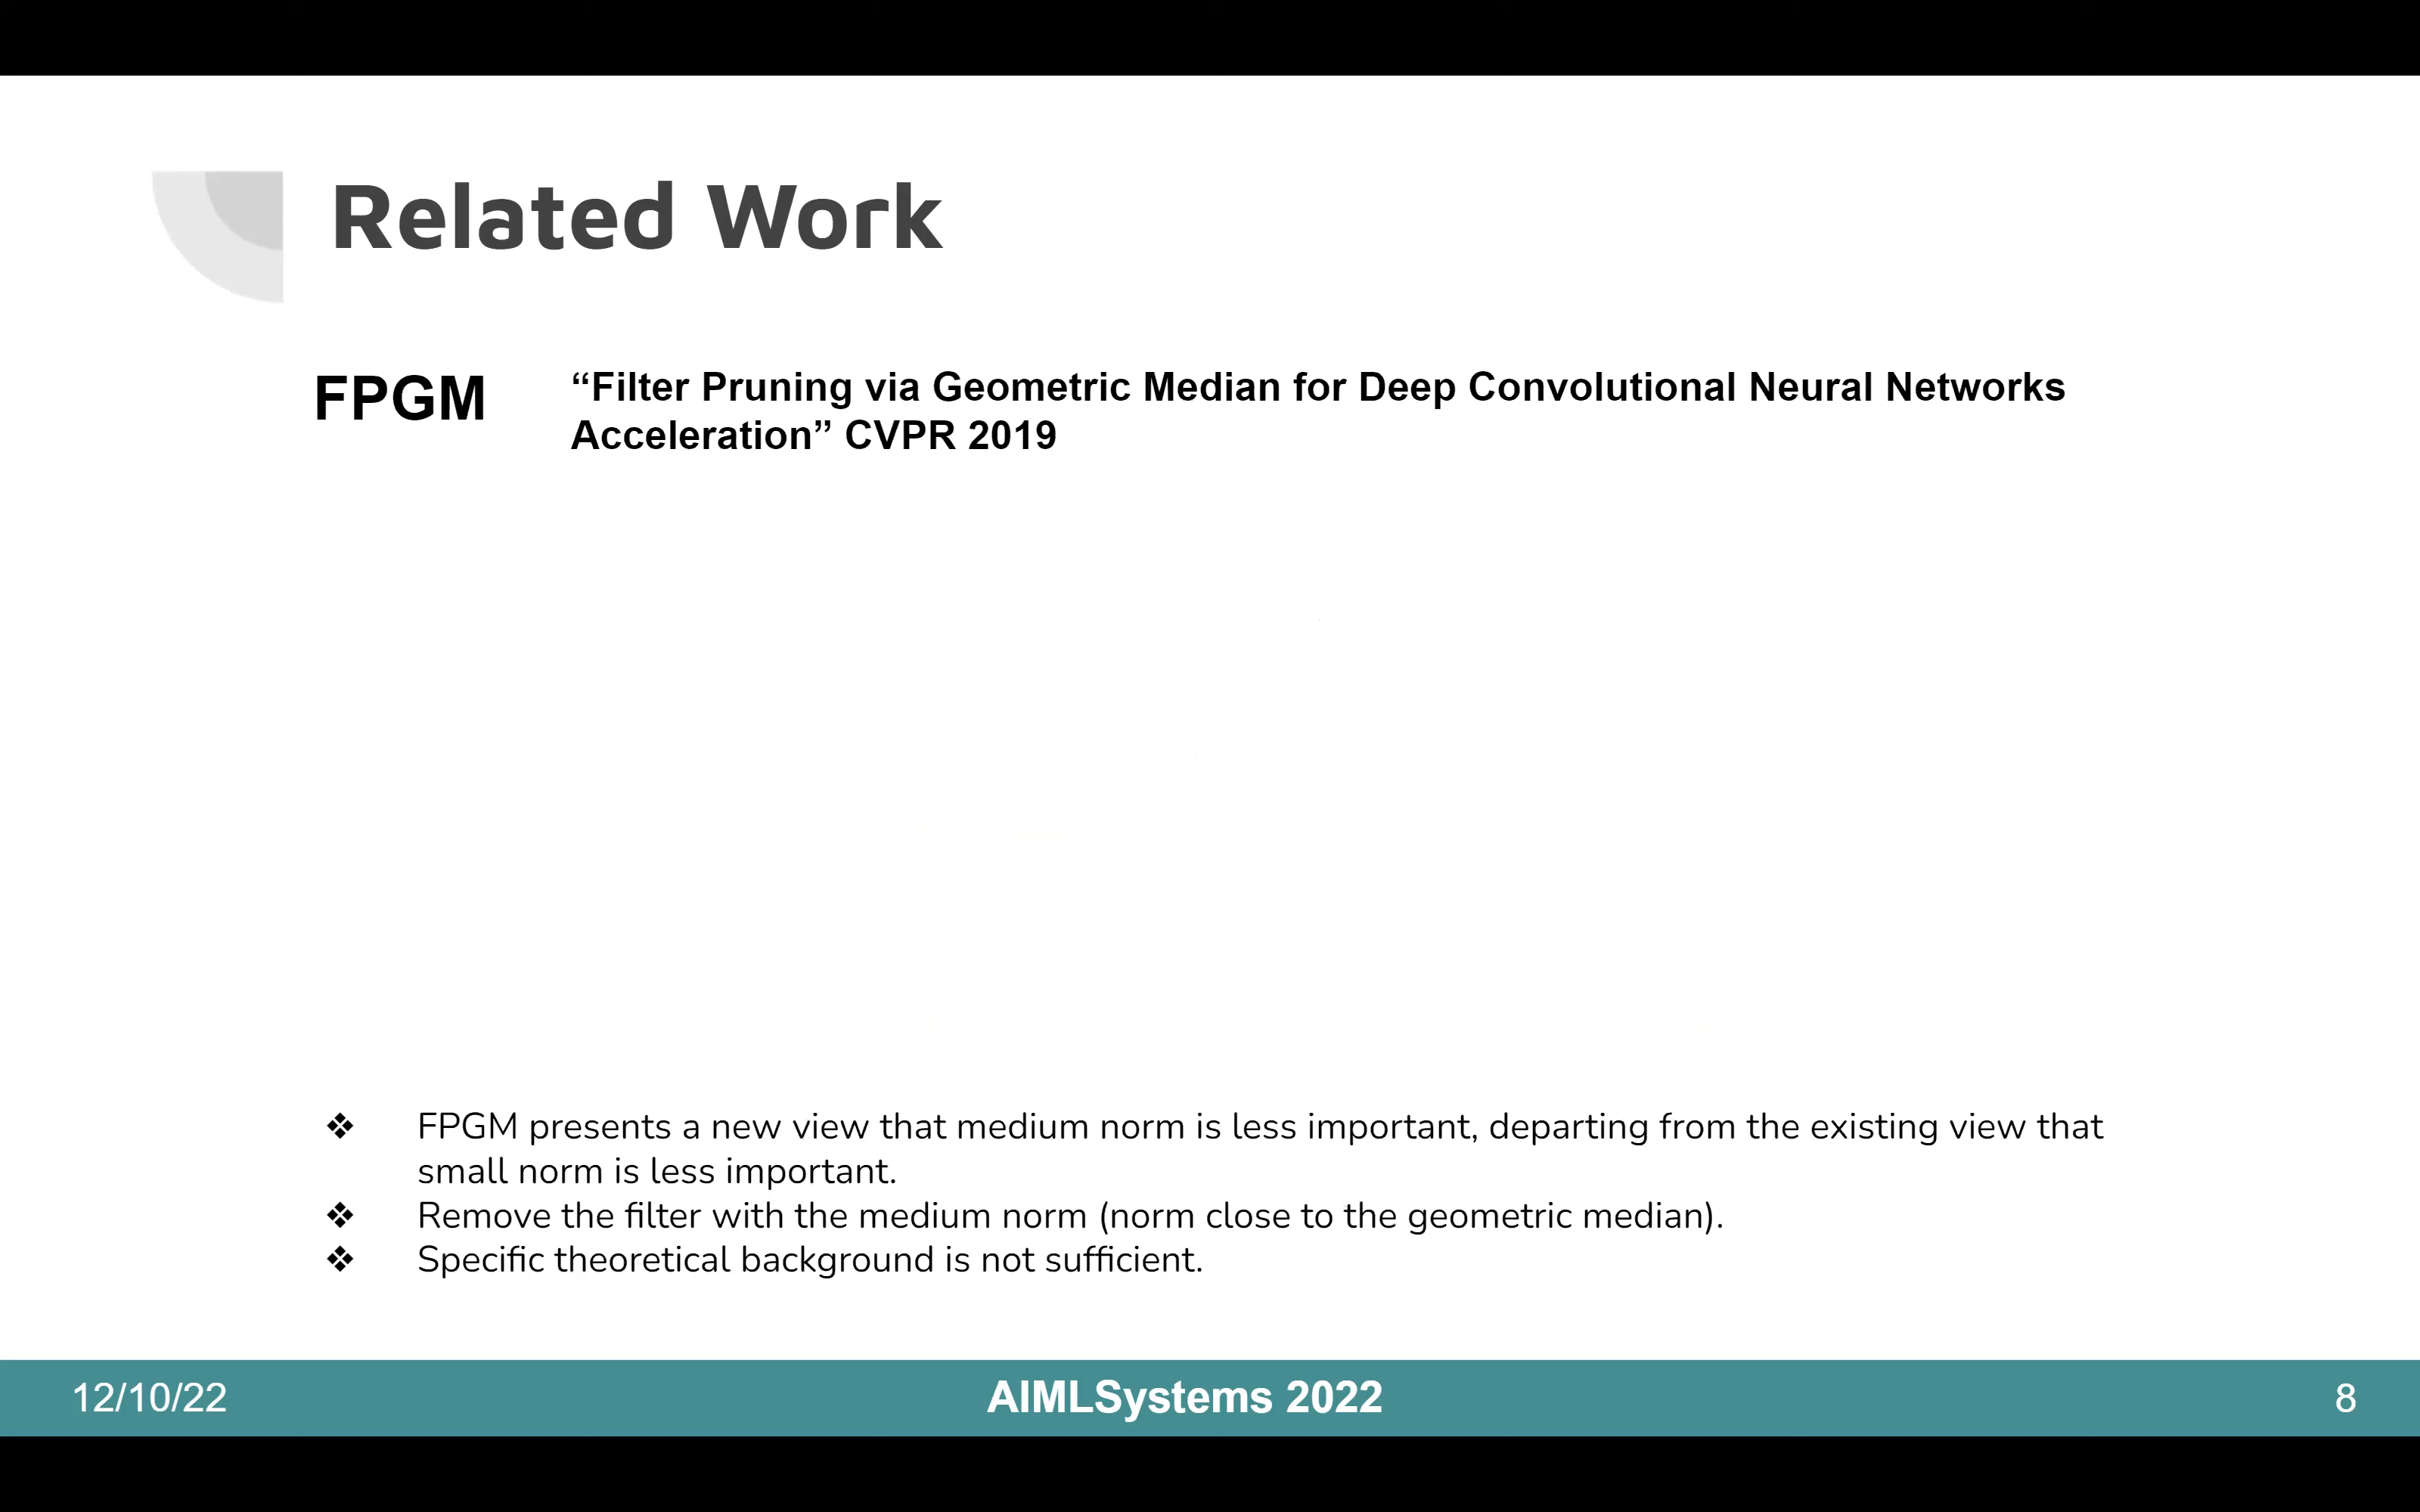 Related Work
FPGM
“Filter Pruning via Geometric Median for Deep Convolutional Neural Networks
Acceleration” CVPR 2019
❖ FPGM presents a new view that medium norm is less important, departing from the existing view that
small norm is less important.
❖ Remove the filter with the medium norm (norm close to the geometric median).
❖ Specific theoretical background is not sufficient.
12/10/22
AIMLSystems 2022
8